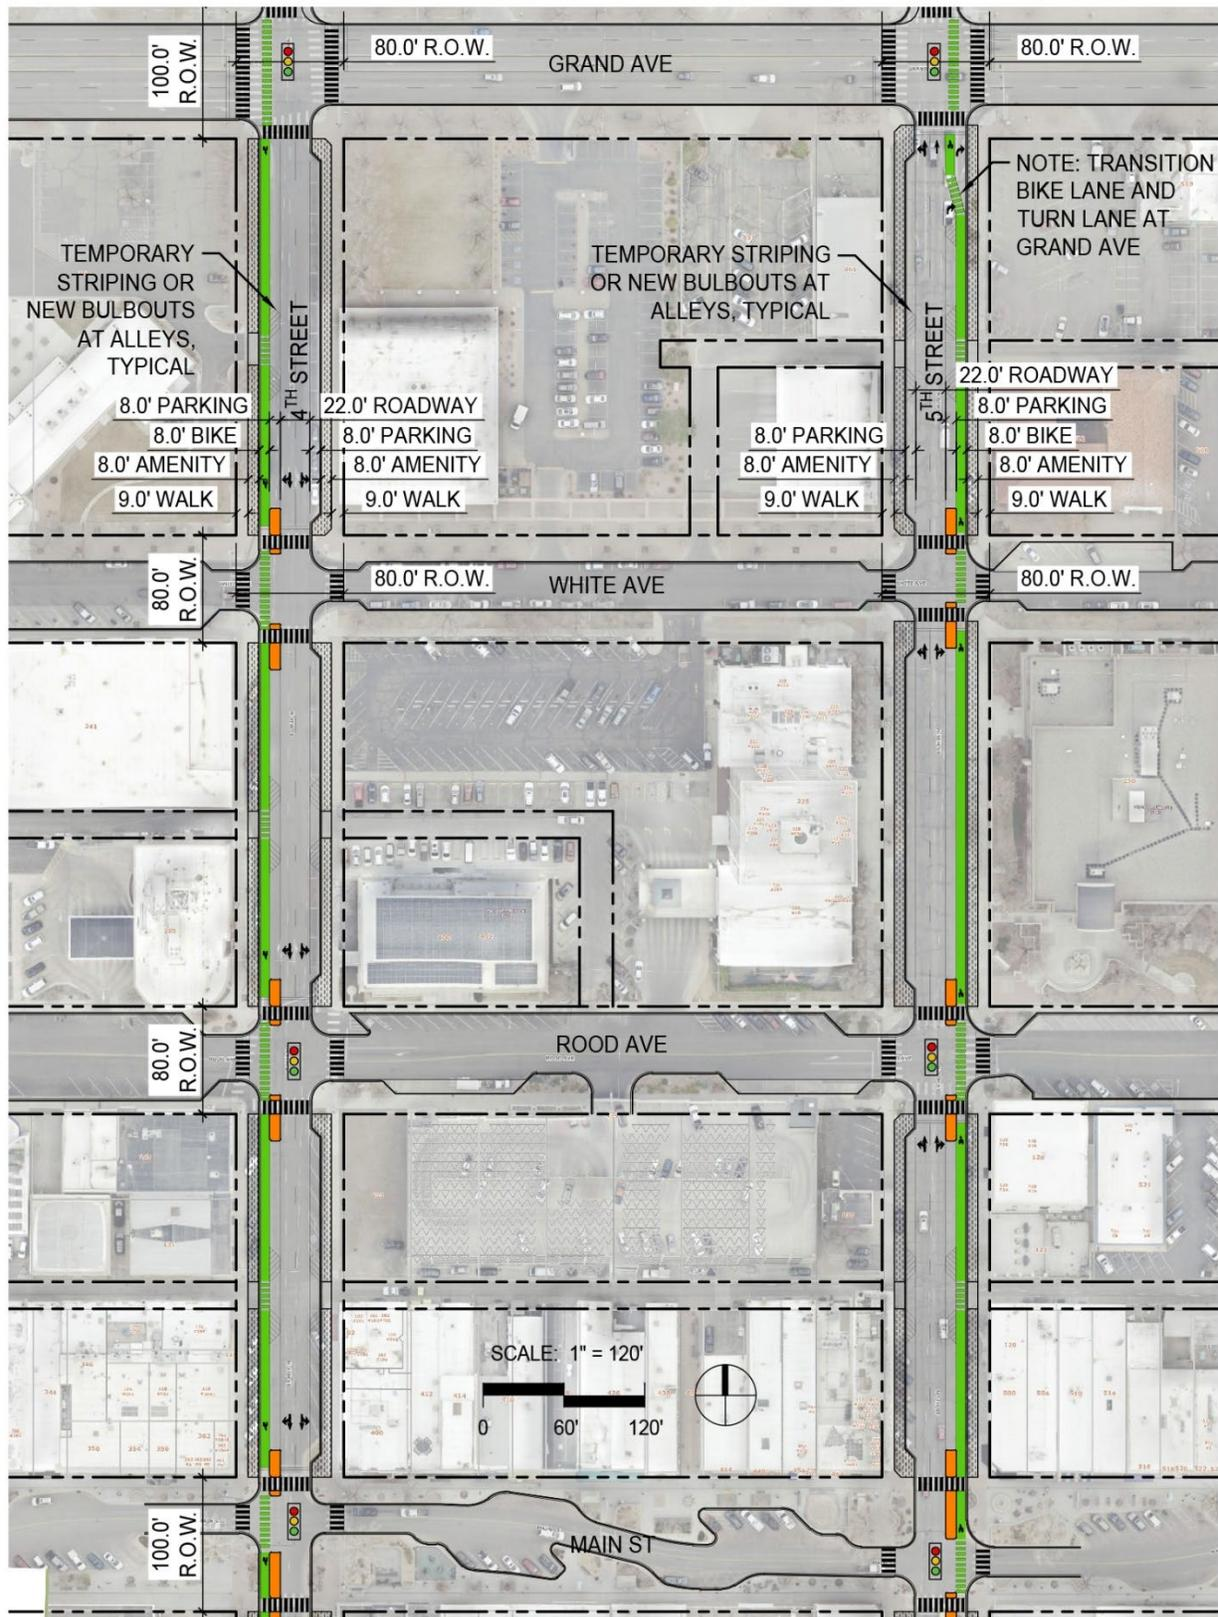 80.0' R.O.W.
80.0' R.O.W.
100.0'
R.O.W.
GRAND AVE
NOTE: TRANSITION
BIKE LANE AND
TURN LANE AT
GRAND AVE
TEMPORARY
STRIPING OR
NEW BULBOUTS
AT ALLEYS,
TYPICAL
TEMPORARY STRIPING
OR NEW BULBOUTS AT
ALLEYS, TYPICAL
4TH STREET
5TH STREET
22.0' ROADWAY
8.0' PARKING
22.0' ROADWAY
8.0' PARKING
8.0' BIKE
8.0' PARKING
8.0' PARKING
8.0' BIKE
8.0' AMENITY
8.0' AMENITY
8.0' AMENITY
8.0' AMENITY
9.0' WALK
9.0' WALK
9.0' WALK
9.0' WALK
80.0'
R.O.W.
80.0' R.O.W.
WHITE AVE
80.0' R.O.W.
ROOD AVE
80.0'
R.O.W.
SCALE: 1" = 120'
0
60'
120'
412
414
400
350
100.0'
R.O.W.
MAIN ST